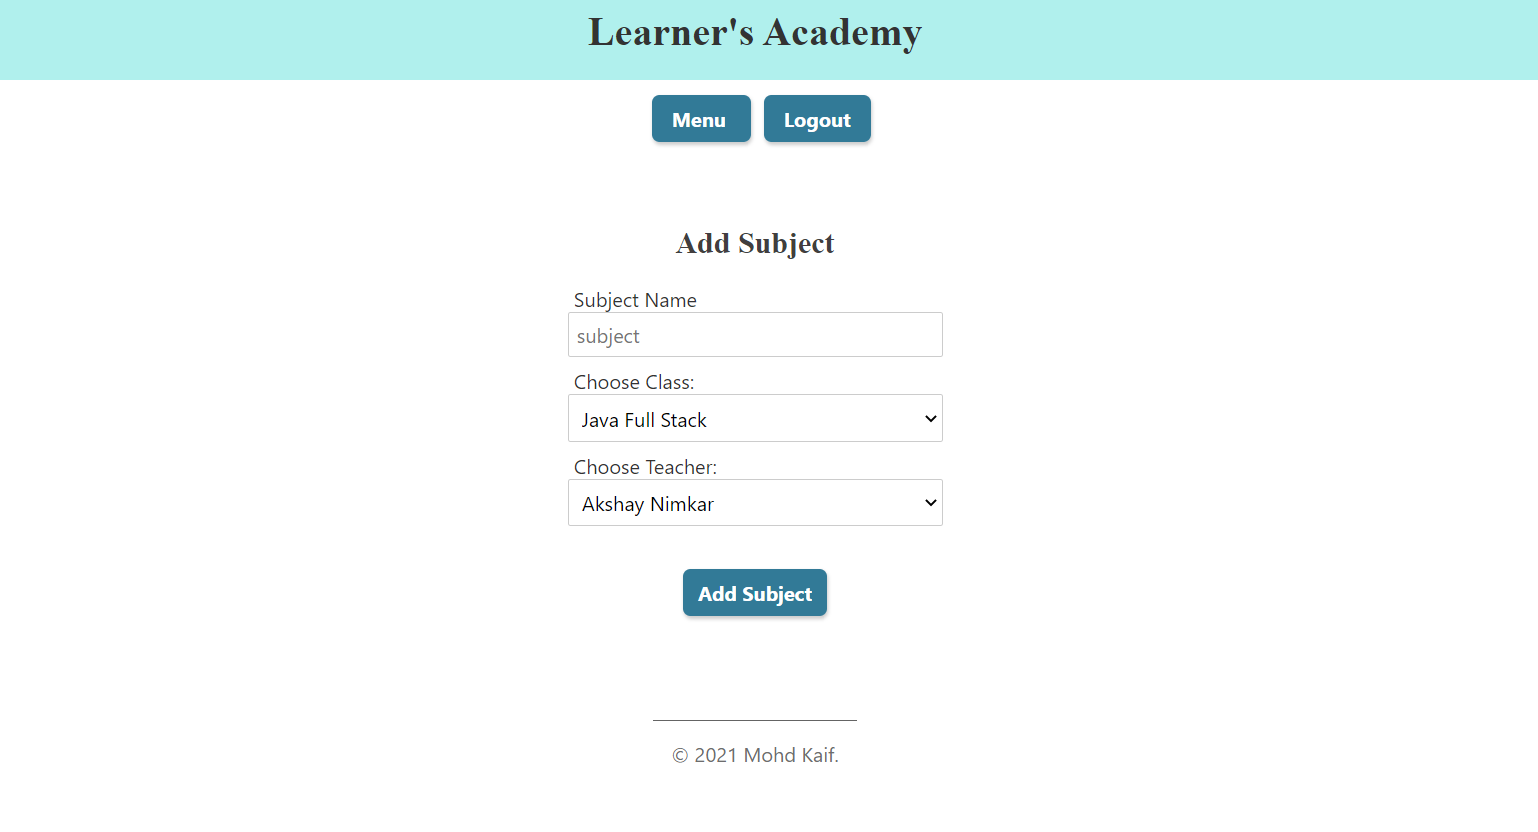 Learner's Academy
Menu Logout
Add Subject
Subject Name
subject
Choose Class:
Java Full Stack
Choose Teacher:
Akshay Nimkar
Add Subject
© 2021 Mohd Kaif.